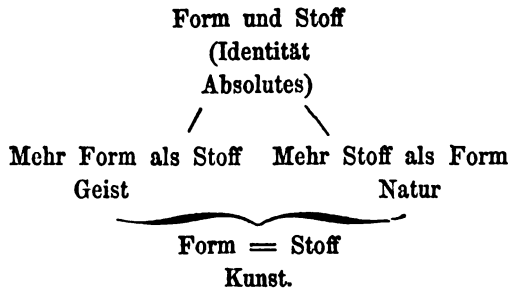 Form und Stoff
(Identität
Absolutes)
Mehr Form als Stoff Mehr Stoff als Form
Geist Natur
Form = Stoff
Kunst.